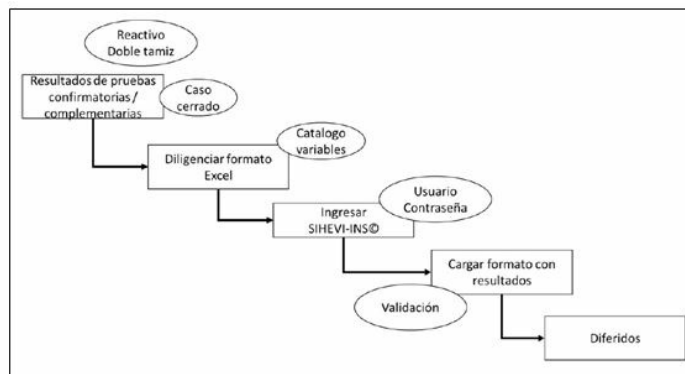 Reactivo
Doble tamiz
Resultados de pruebas
confirmatorias /
complementarias
Caso
cerrado
Catalogo
variables
Diligenciar formato
Excel
Usuario
Contraseña
Ingresar
SIHEVI-INS©
Cargar formato con
resultados
Validación
Diferidos